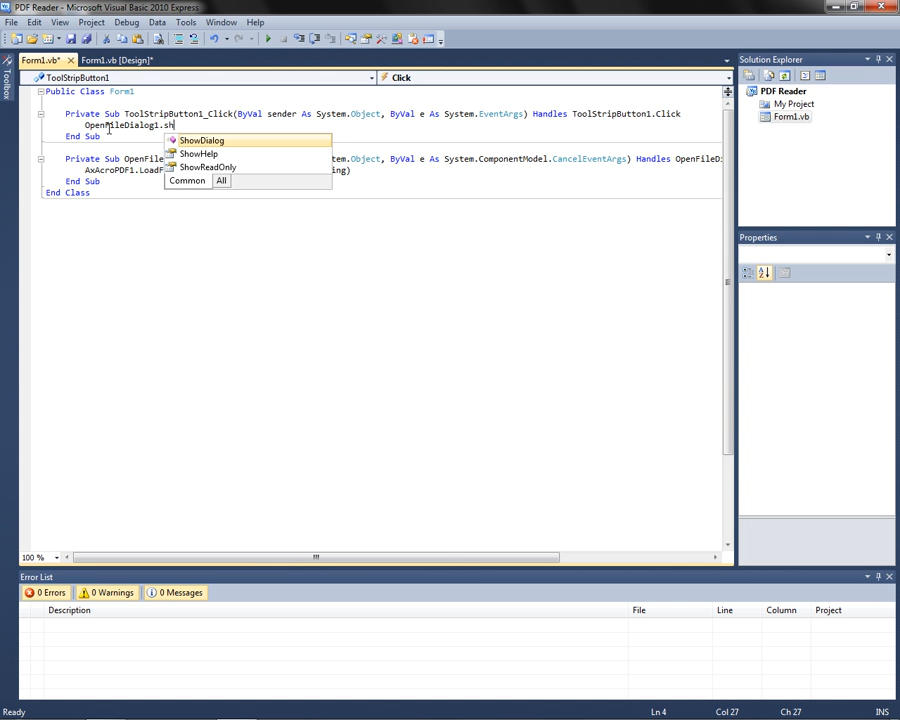 PDF Reader - Microsoft Visual Basic 2010 Express
File Edit View Project Debug Data Tools Window Help
Form1.vb* Form1.vb [Design]*
Toolbox
ToolStripButton1 Click
Public Class Form1
Private Sub ToolStripButton1_Click(ByVal sender As System.Object, ByVal e As System.EventArgs) Handles ToolStripButton1.Click
OpenFileDialog1.sh
End Sub
Private Sub OpenFile tem.Object, ByVal e As System.ComponentModel.CancelEventArgs) Handles OpenFileDi
AxAcroPDF1.LoadF ing)
End Sub
End Class
ShowDialog
ShowHelp
ShowReadOnly
Common All
100 %
Solution Explorer
PDF Reader
My Project
Form1.vb
Properties
Error List
0 Errors 0 Warnings 0 Messages
Description File Line Column Project
Ready Ln 4 Col 27 Ch 27 INS